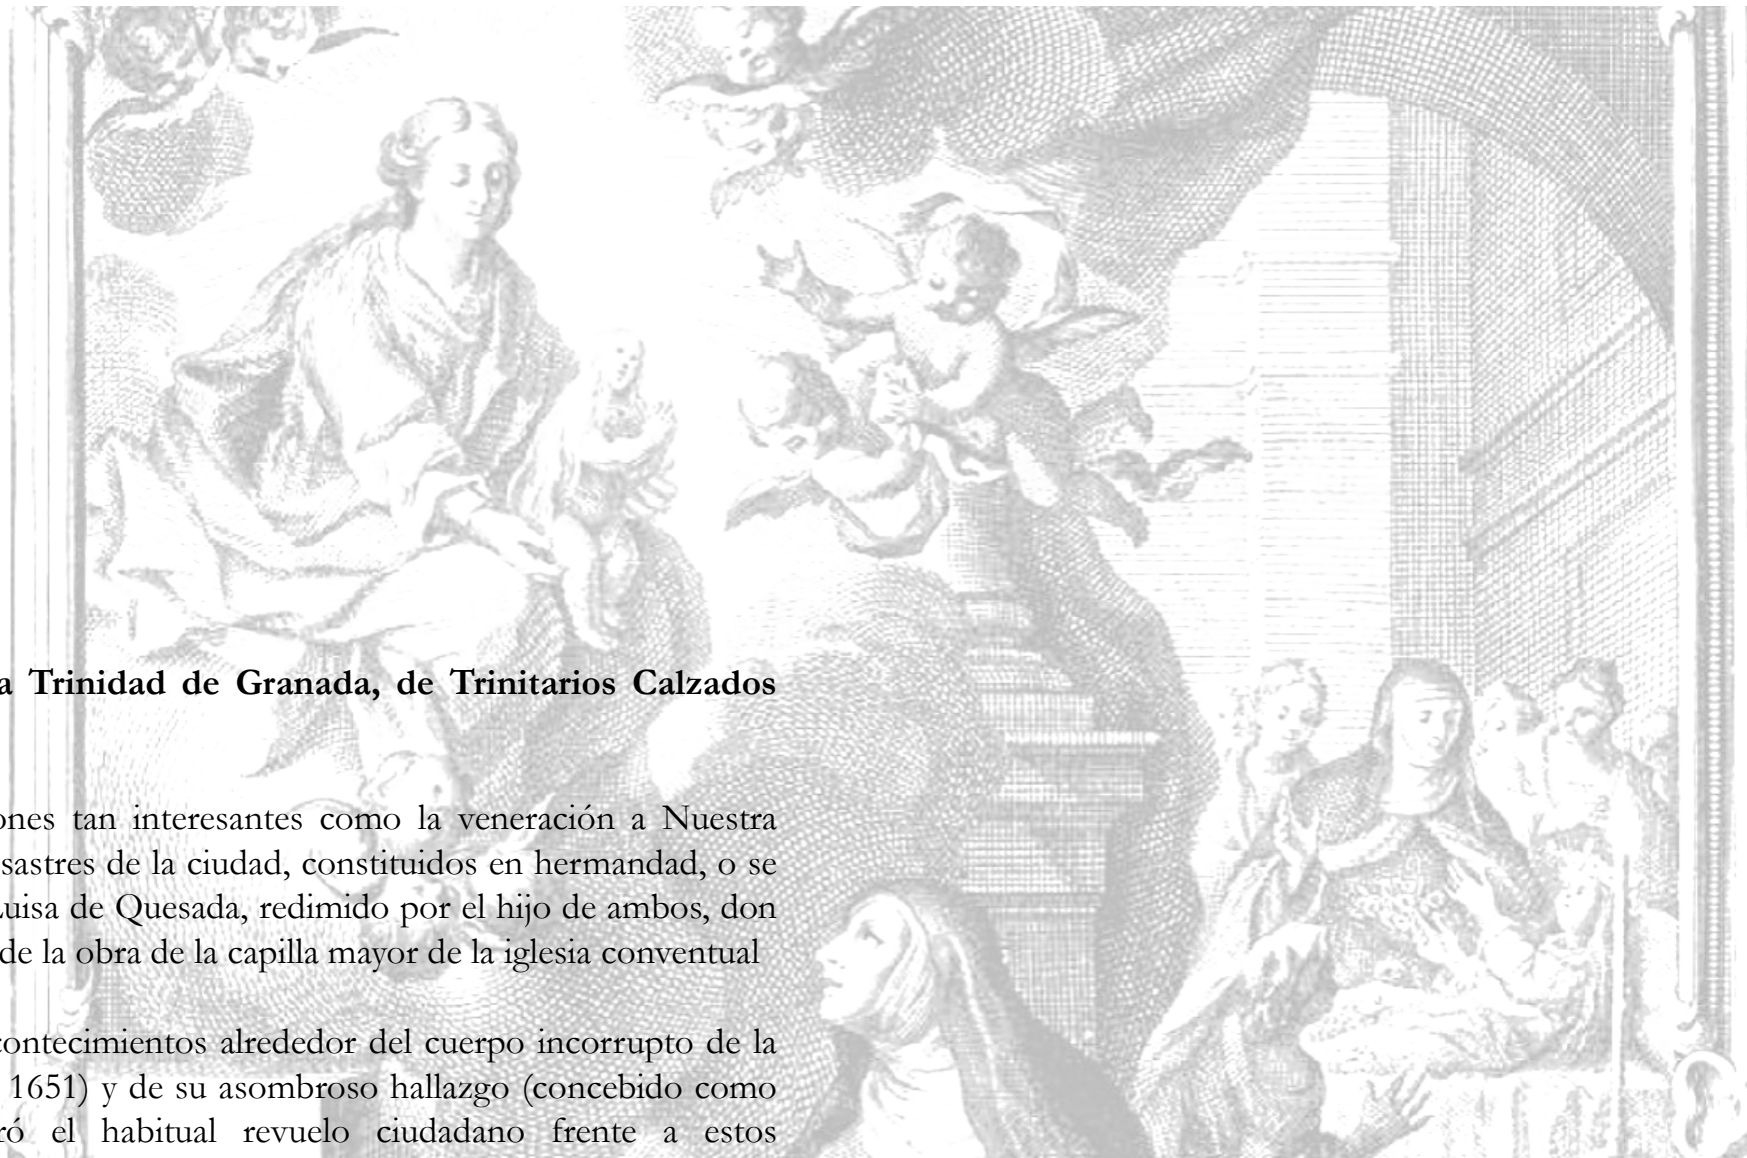 a Trinidad de Granada, de Trinitarios Calzados
ones tan interesantes como la veneración a Nuestra
sastres de la ciudad, constituidos en hermandad, o se
Luisa de Quesada, redimido por el hijo de ambos, don
de la obra de la capilla mayor de la iglesia conventual
contecimientos alrededor del cuerpo incorrupto de la
1651) y de su asombroso hallazgo (concebido como
ró el habitual revuelo ciudadano frente a estos